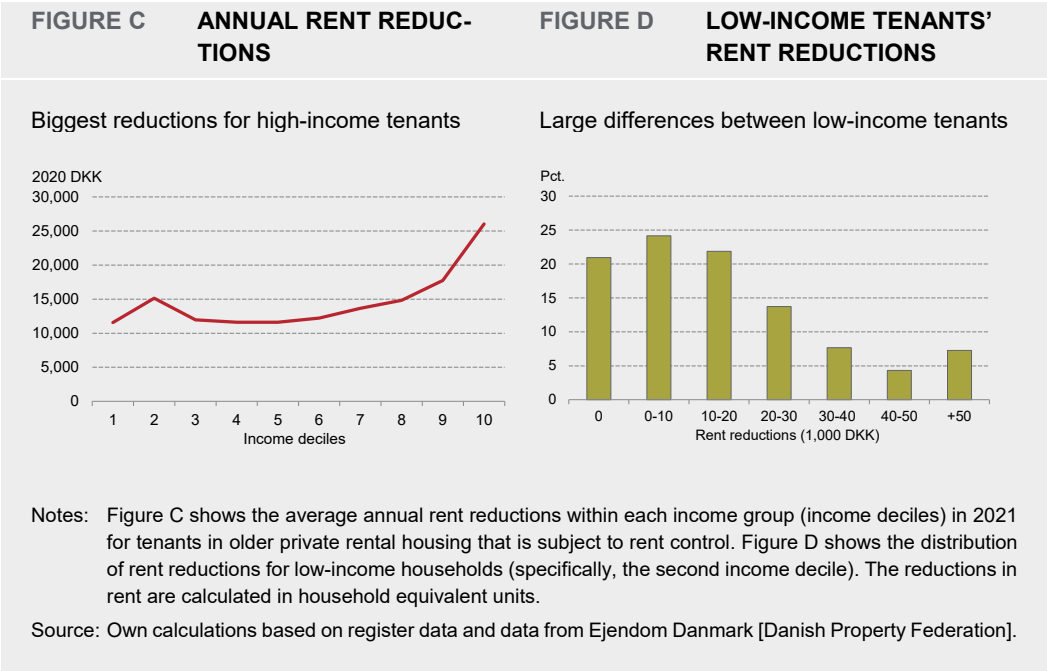 FIGURE C
ANNUAL RENT REDUC-
TIONS
Biggest reductions for high-income tenants
2020 DKK
30,000
25,000
20,000
15,000
10,000
5,000
0
1 2 3 4 5 6 7 8 9 10
Income deciles
FIGURE D
LOW-INCOME TENANTS’
RENT REDUCTIONS
Large differences between low-income tenants
Pct.
30
25
20
15
10
5
0
0 0-10 10-20 20-30 30-40 40-50 +50
Rent reductions (1,000 DKK)
Notes: Figure C shows the average annual rent reductions within each income group (income deciles) in 2021
for tenants in older private rental housing that is subject to rent control. Figure D shows the distribution
of rent reductions for low-income households (specifically, the second income decile). The reductions in
rent are calculated in household equivalent units.
Source: Own calculations based on register data and data from Ejendom Danmark [Danish Property Federation].